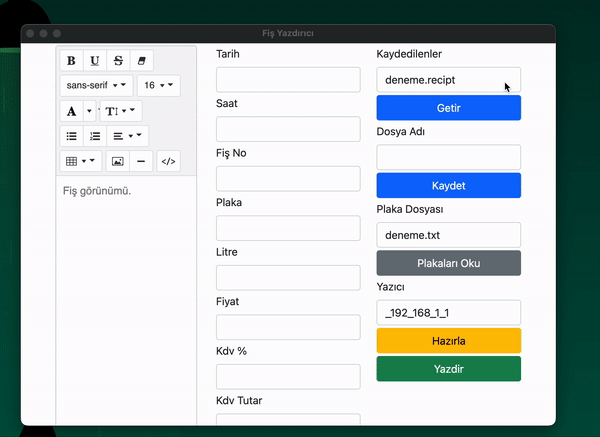 Fiş Yazdırıcı
B U S
sans-serif 16
A T
</>
Fiş görünümü.
Tarih
Saat
Fiş No
Plaka
Litre
Fiyat
Kdv %
Kdv Tutar
Kaydedilenler
deneme.recipt
Getir
Dosya Adı
Kaydet
Plaka Dosyası
deneme.txt
Plakaları Oku
Yazıcı
_192_168_1_1
Hazırla
Yazdir